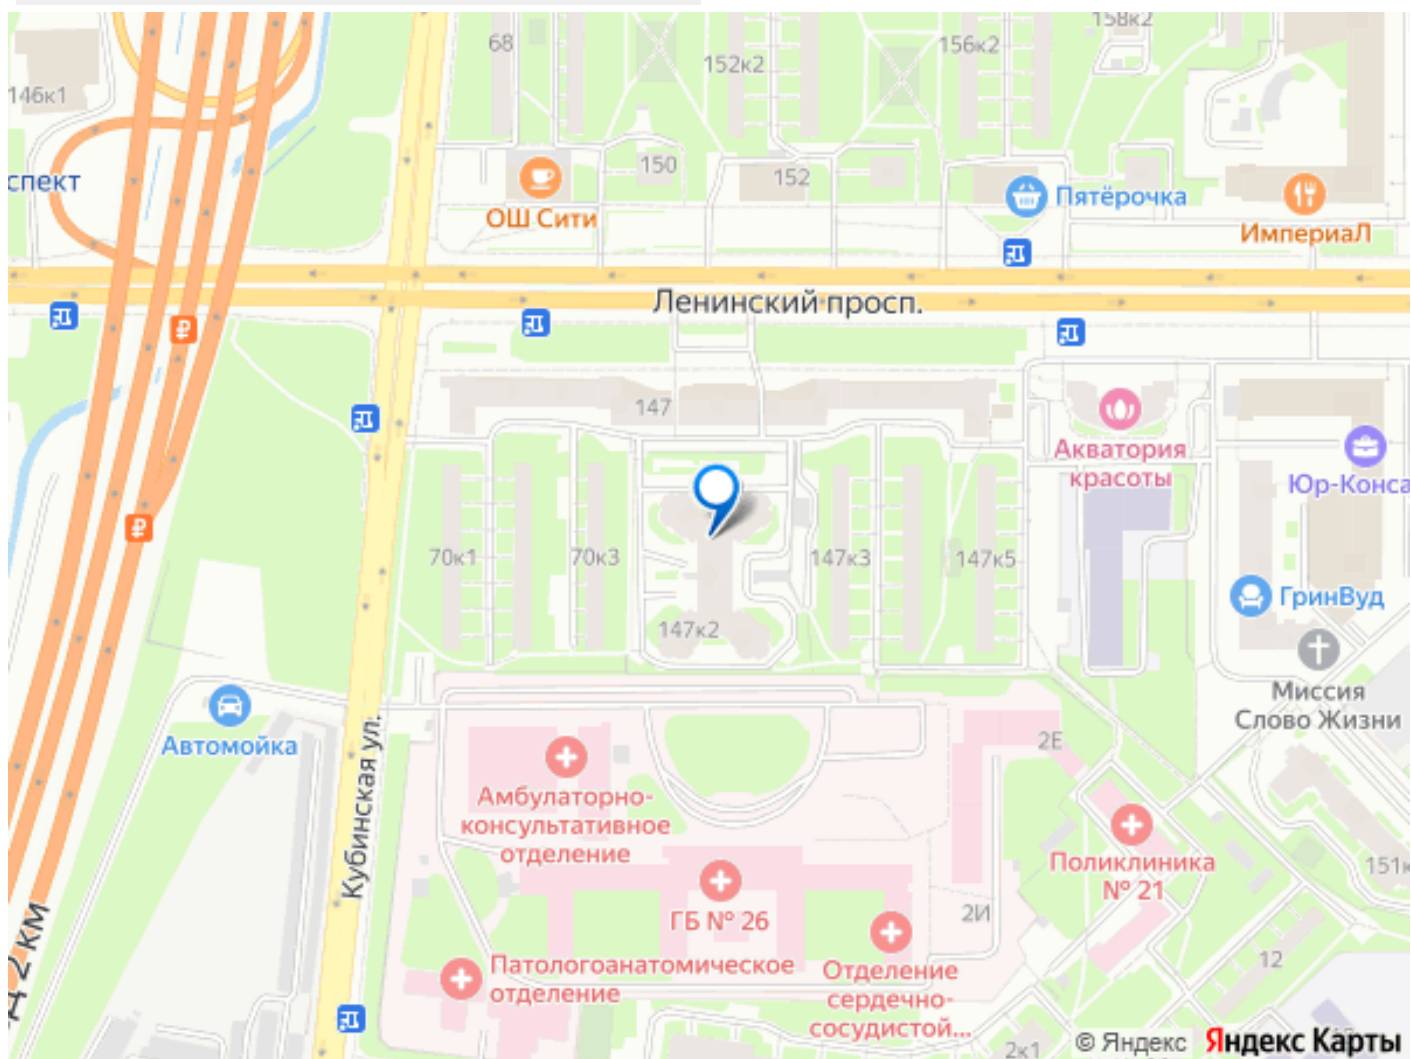 158к2
68
156к2
152к2
146к1
150
152
спект
Пятёрочка
ОШ Сити
ИмпериаЛ
Ленинский просп.
147
Акватория
красоты
Юр-Конса
70к1
70к3
147к3
147к5
ГринВуд
147к2
Миссия
Слово Жизни
Автомойка
2Е
Кубинская ул.
Амбулаторно-
консультативное
отделение
Поликлиника
№ 21
151к
ГБ № 26
2И
д 2 км
12
Патологоанатомическое
отделение
Отделение
сердечно-
сосудистой...
2к1
© Яндекс
Яндекс Карты